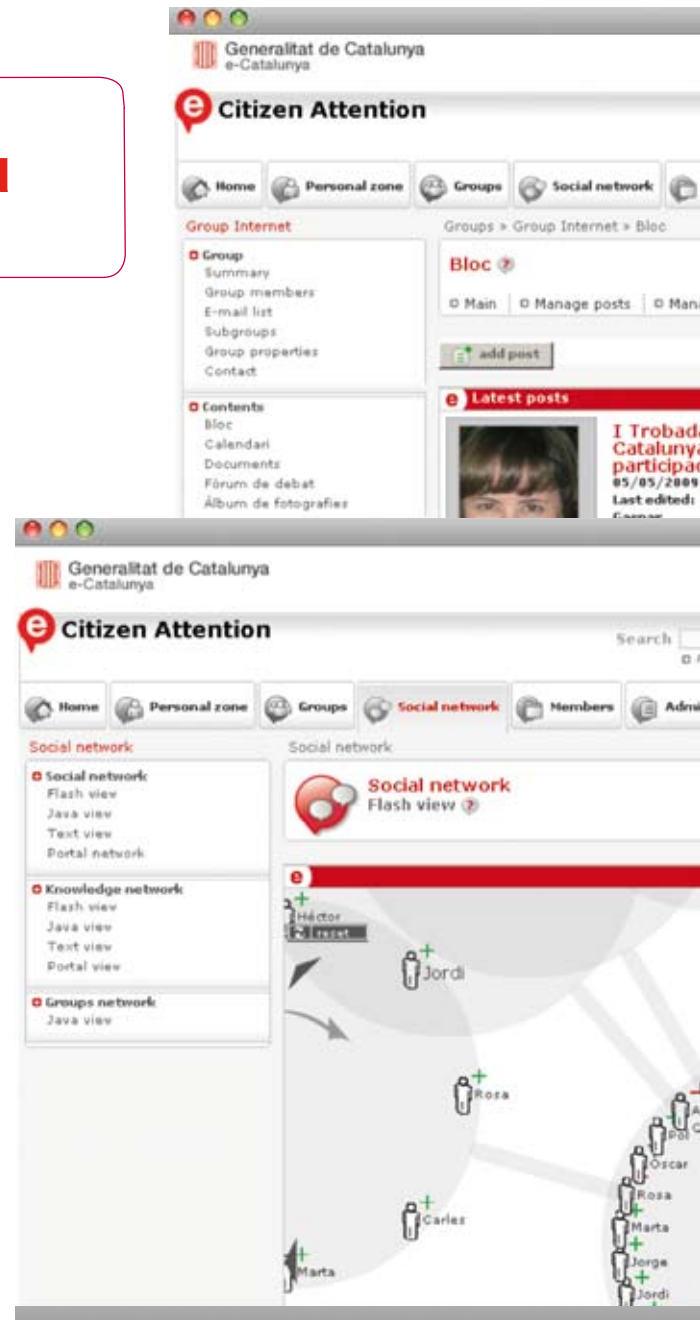 Generalitat de Catalunya
e-Catalunya
e Citizen Attention
Home Personal zone Groups Social network
Group Internet
Groups » Group Internet » Bloc
Group
Summary
Group members
E-mail list
Subgroups
Group properties
Contact
Contents
Bloc
Calendari
Documents
Fòrum de debat
Àlbum de fotografies
Bloc ?
Main Manage posts
add post
e Latest posts
I Trobada
Catalunya
05/05/2009
Last edited:
Gaspar
Generalitat de Catalunya
e-Catalunya
e Citizen Attention
Search
Home Personal zone Groups Social network Members
Social network
Social network
Social network
Flash view
Java view
Text view
Portal network
Knowledge network
Flash view
Java view
Text view
Portal view
Groups network
Java view
Social network
Flash view ?
e
Héctor
reset
Jordi
Rosa
Carles
Marta
Pol
Òscar
Rosa
Marta
Jorge
Jordi